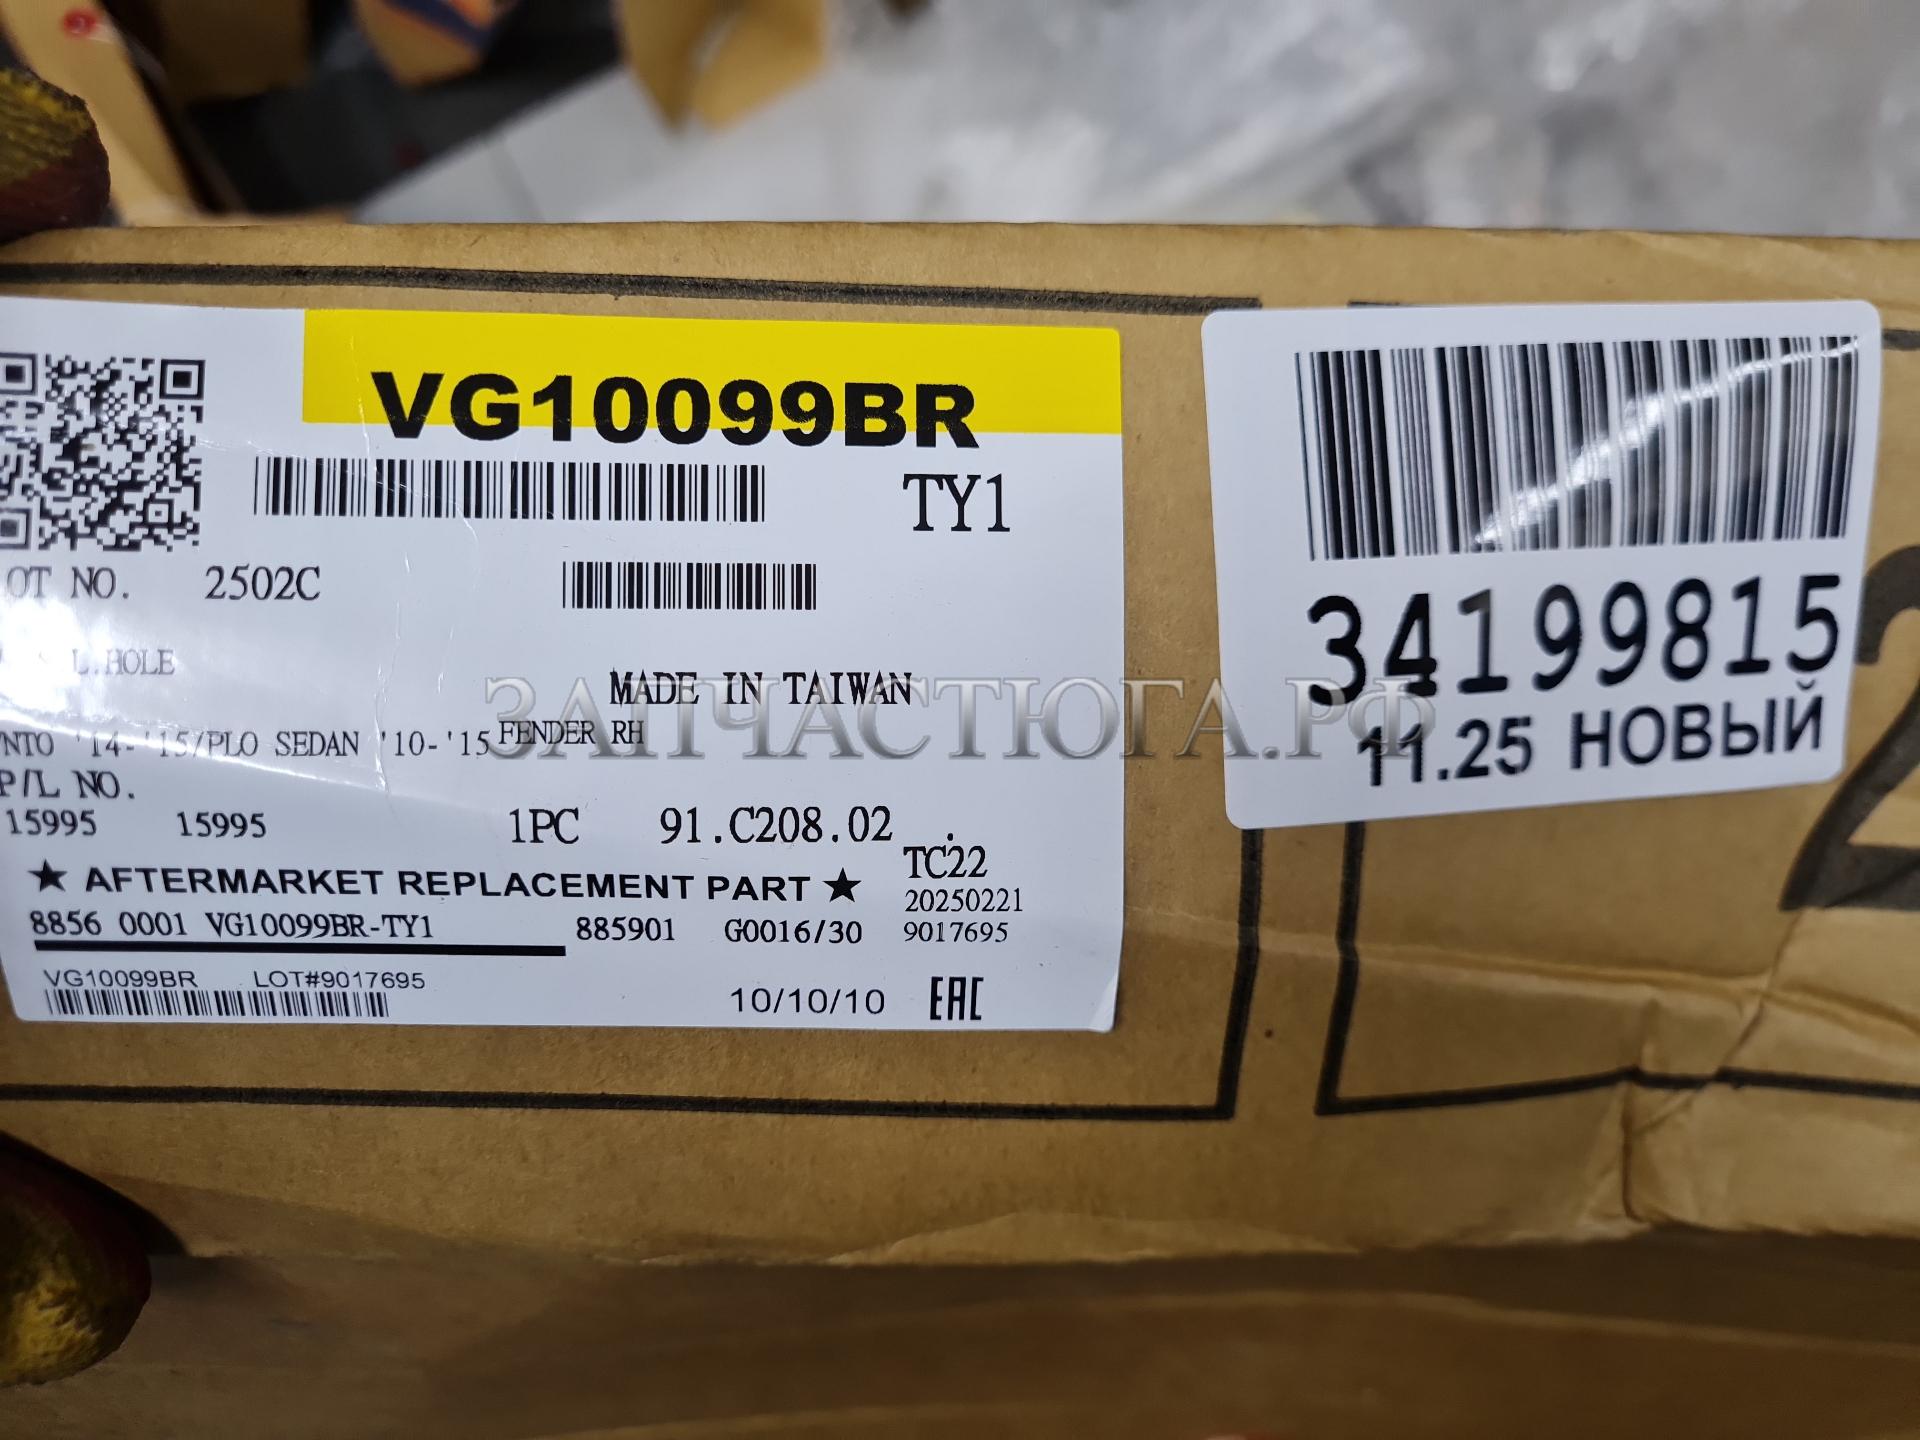 VG10099BR
TY1
OT NO. 2502C
L.HOLE
MADE IN TAIWAN
NTO '14-'15/PLO SEDAN '10-'15 FENDER RH
P/L NO.
15995 15995 1PC 91.C208.02
TC22
★ AFTERMARKET REPLACEMENT PART ★
20250221
8856 0001 VG10099BR-TY1 885901 G0016/30 9017695
VG10099BR LOT#9017695
10/10/10 EAC
34199815
11.25 НОВЫЙ
ЗАПЧАСТЮГА.РФ
2